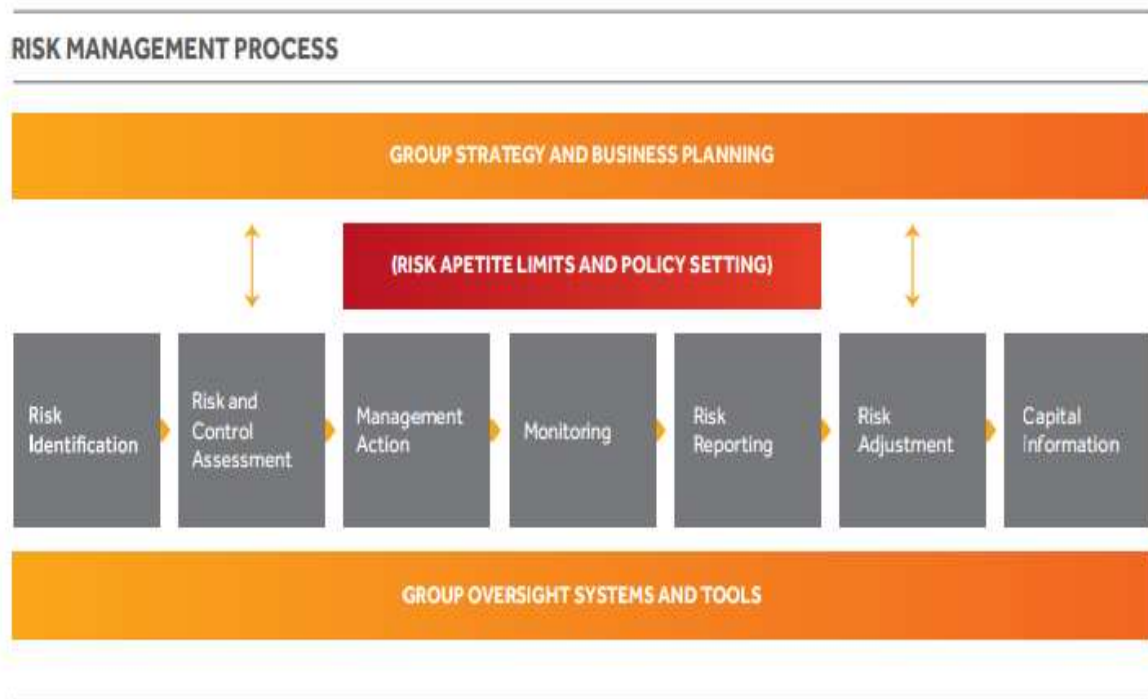 RISK MANAGEMENT PROCESS
GROUP STRATEGY AND BUSINESS PLANNING
(RISK APETITE LIMITS AND POLICY SETTING)
Risk
Identification
Risk and
Control
Assessment
Management
Action
Monitoring
Risk
Reporting
Risk
Adjustment
Capital
Information
GROUP OVERSIGHT SYSTEMS AND TOOLS